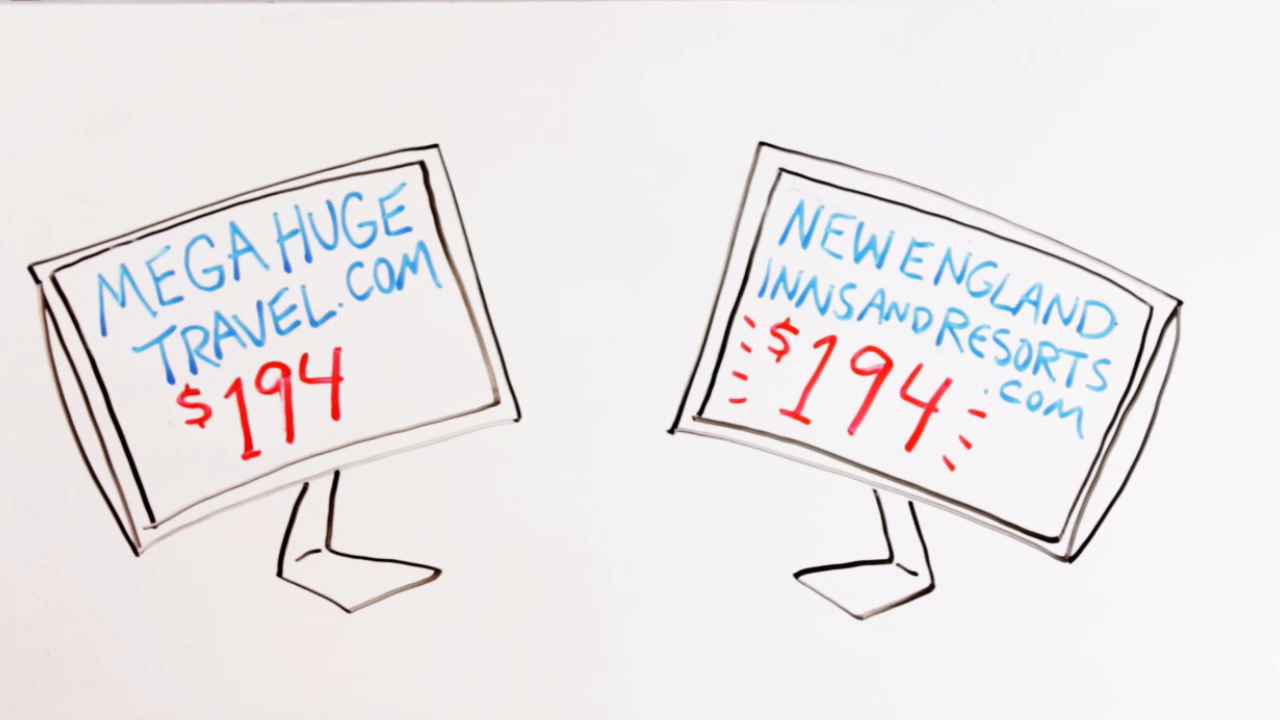 MEGA HUGE
TRAVEL.COM
$194
NEW ENGLAND
INNSANDRESORTS
.COM
$194